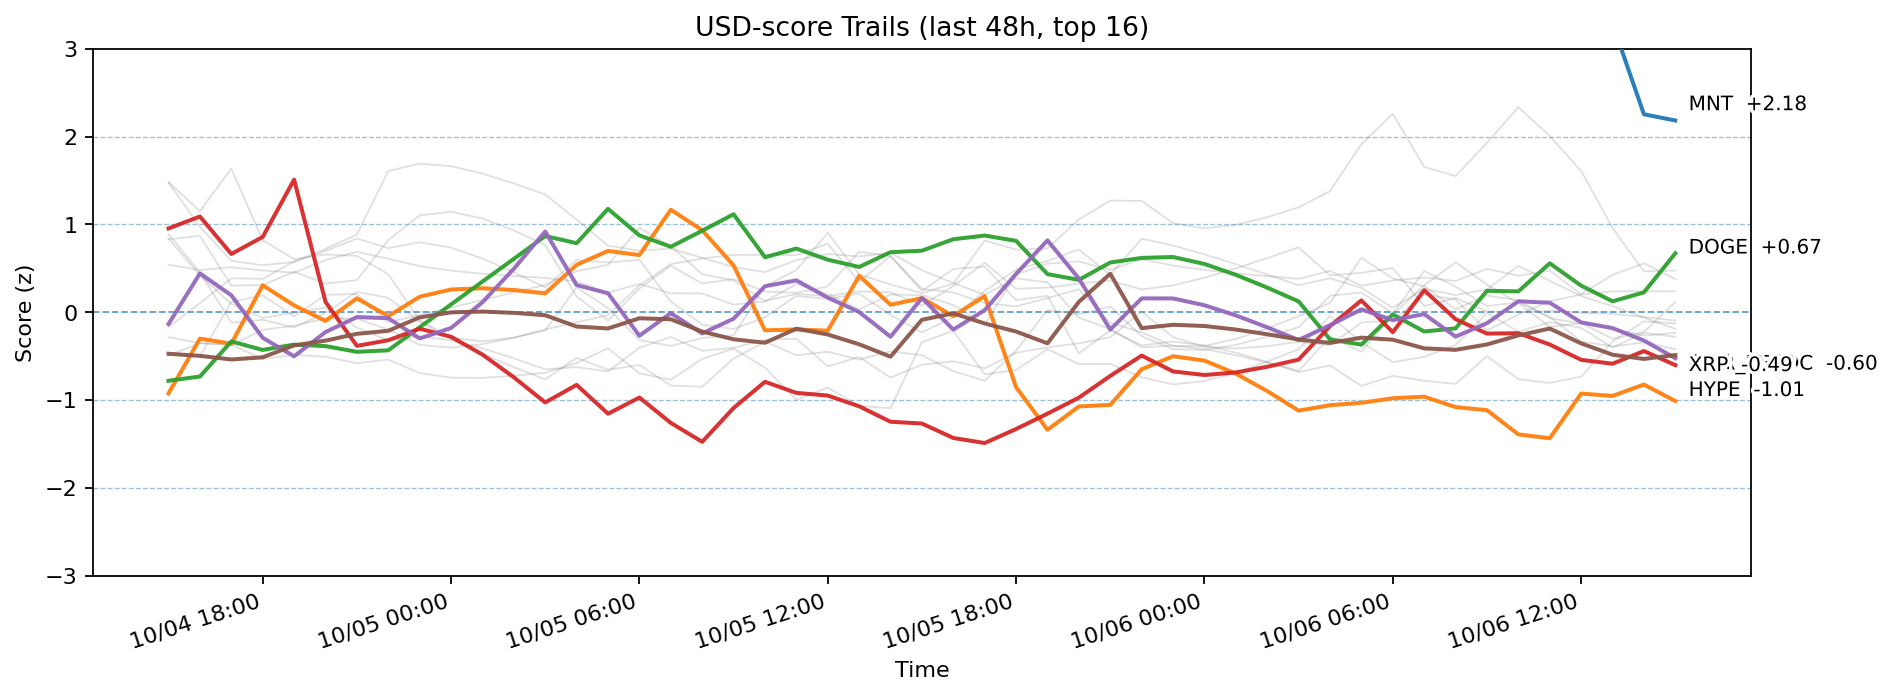 USD-score Trails (last 48h, top 16)
Score (z)
3
2
1
0
−1
−2
−3
MNT +2.18
DOGE +0.67
XRP -0.49
C -0.60
HYPE -1.01
10/04 18:00
10/05 00:00
10/05 06:00
10/05 12:00
10/05 18:00
10/06 00:00
10/06 06:00
10/06 12:00
Time